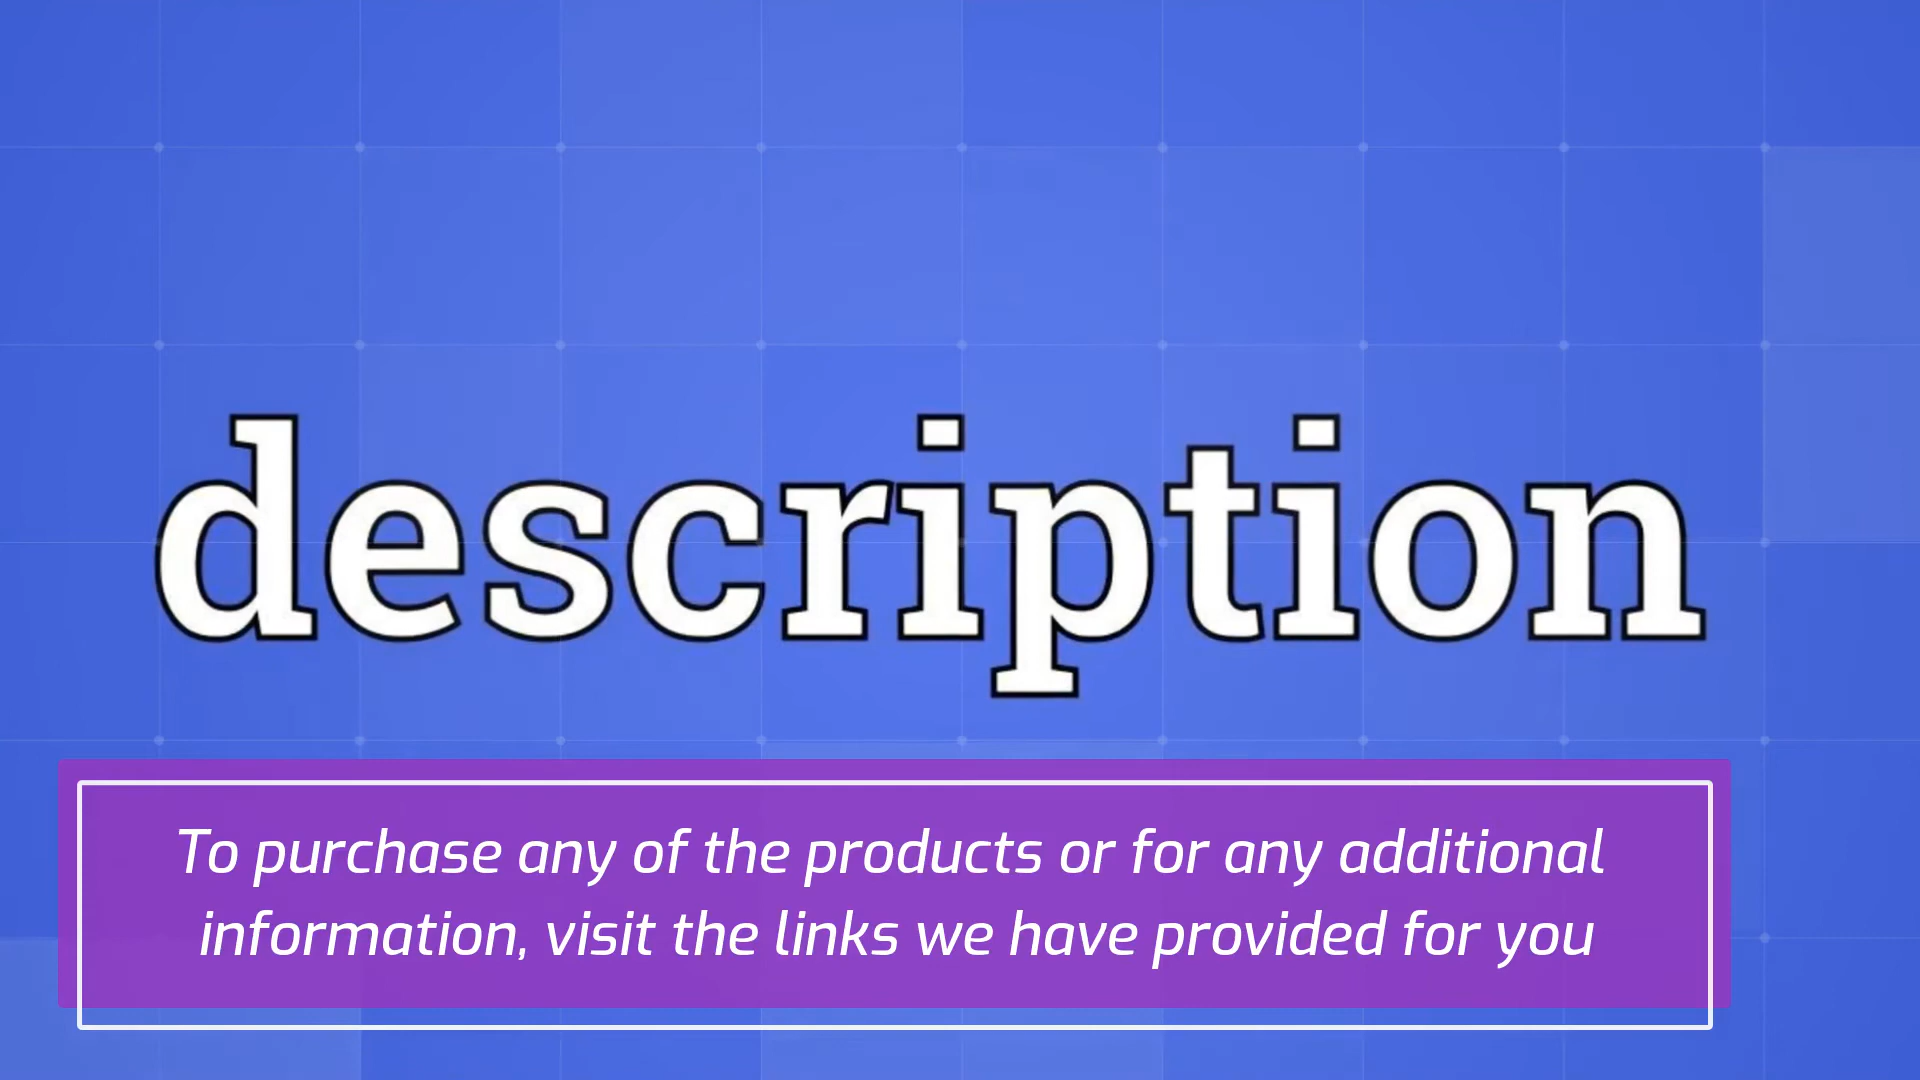 description
To purchase any of the products or for any additional
information, visit the links we have provided for you